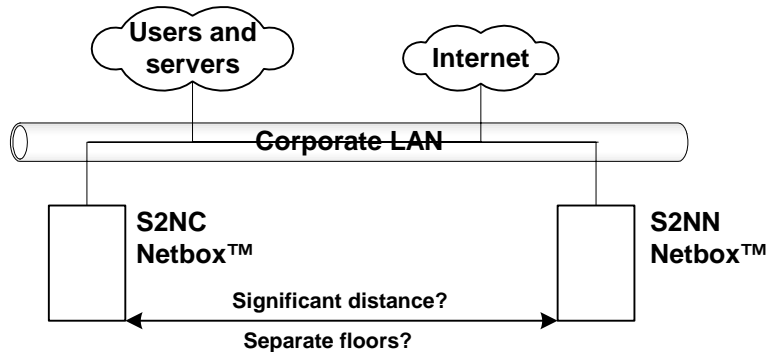 Users and
servers
Internet
Corporate LAN
S2NC
Netbox™
S2NN
Netbox™
Significant distance?
Separate floors?